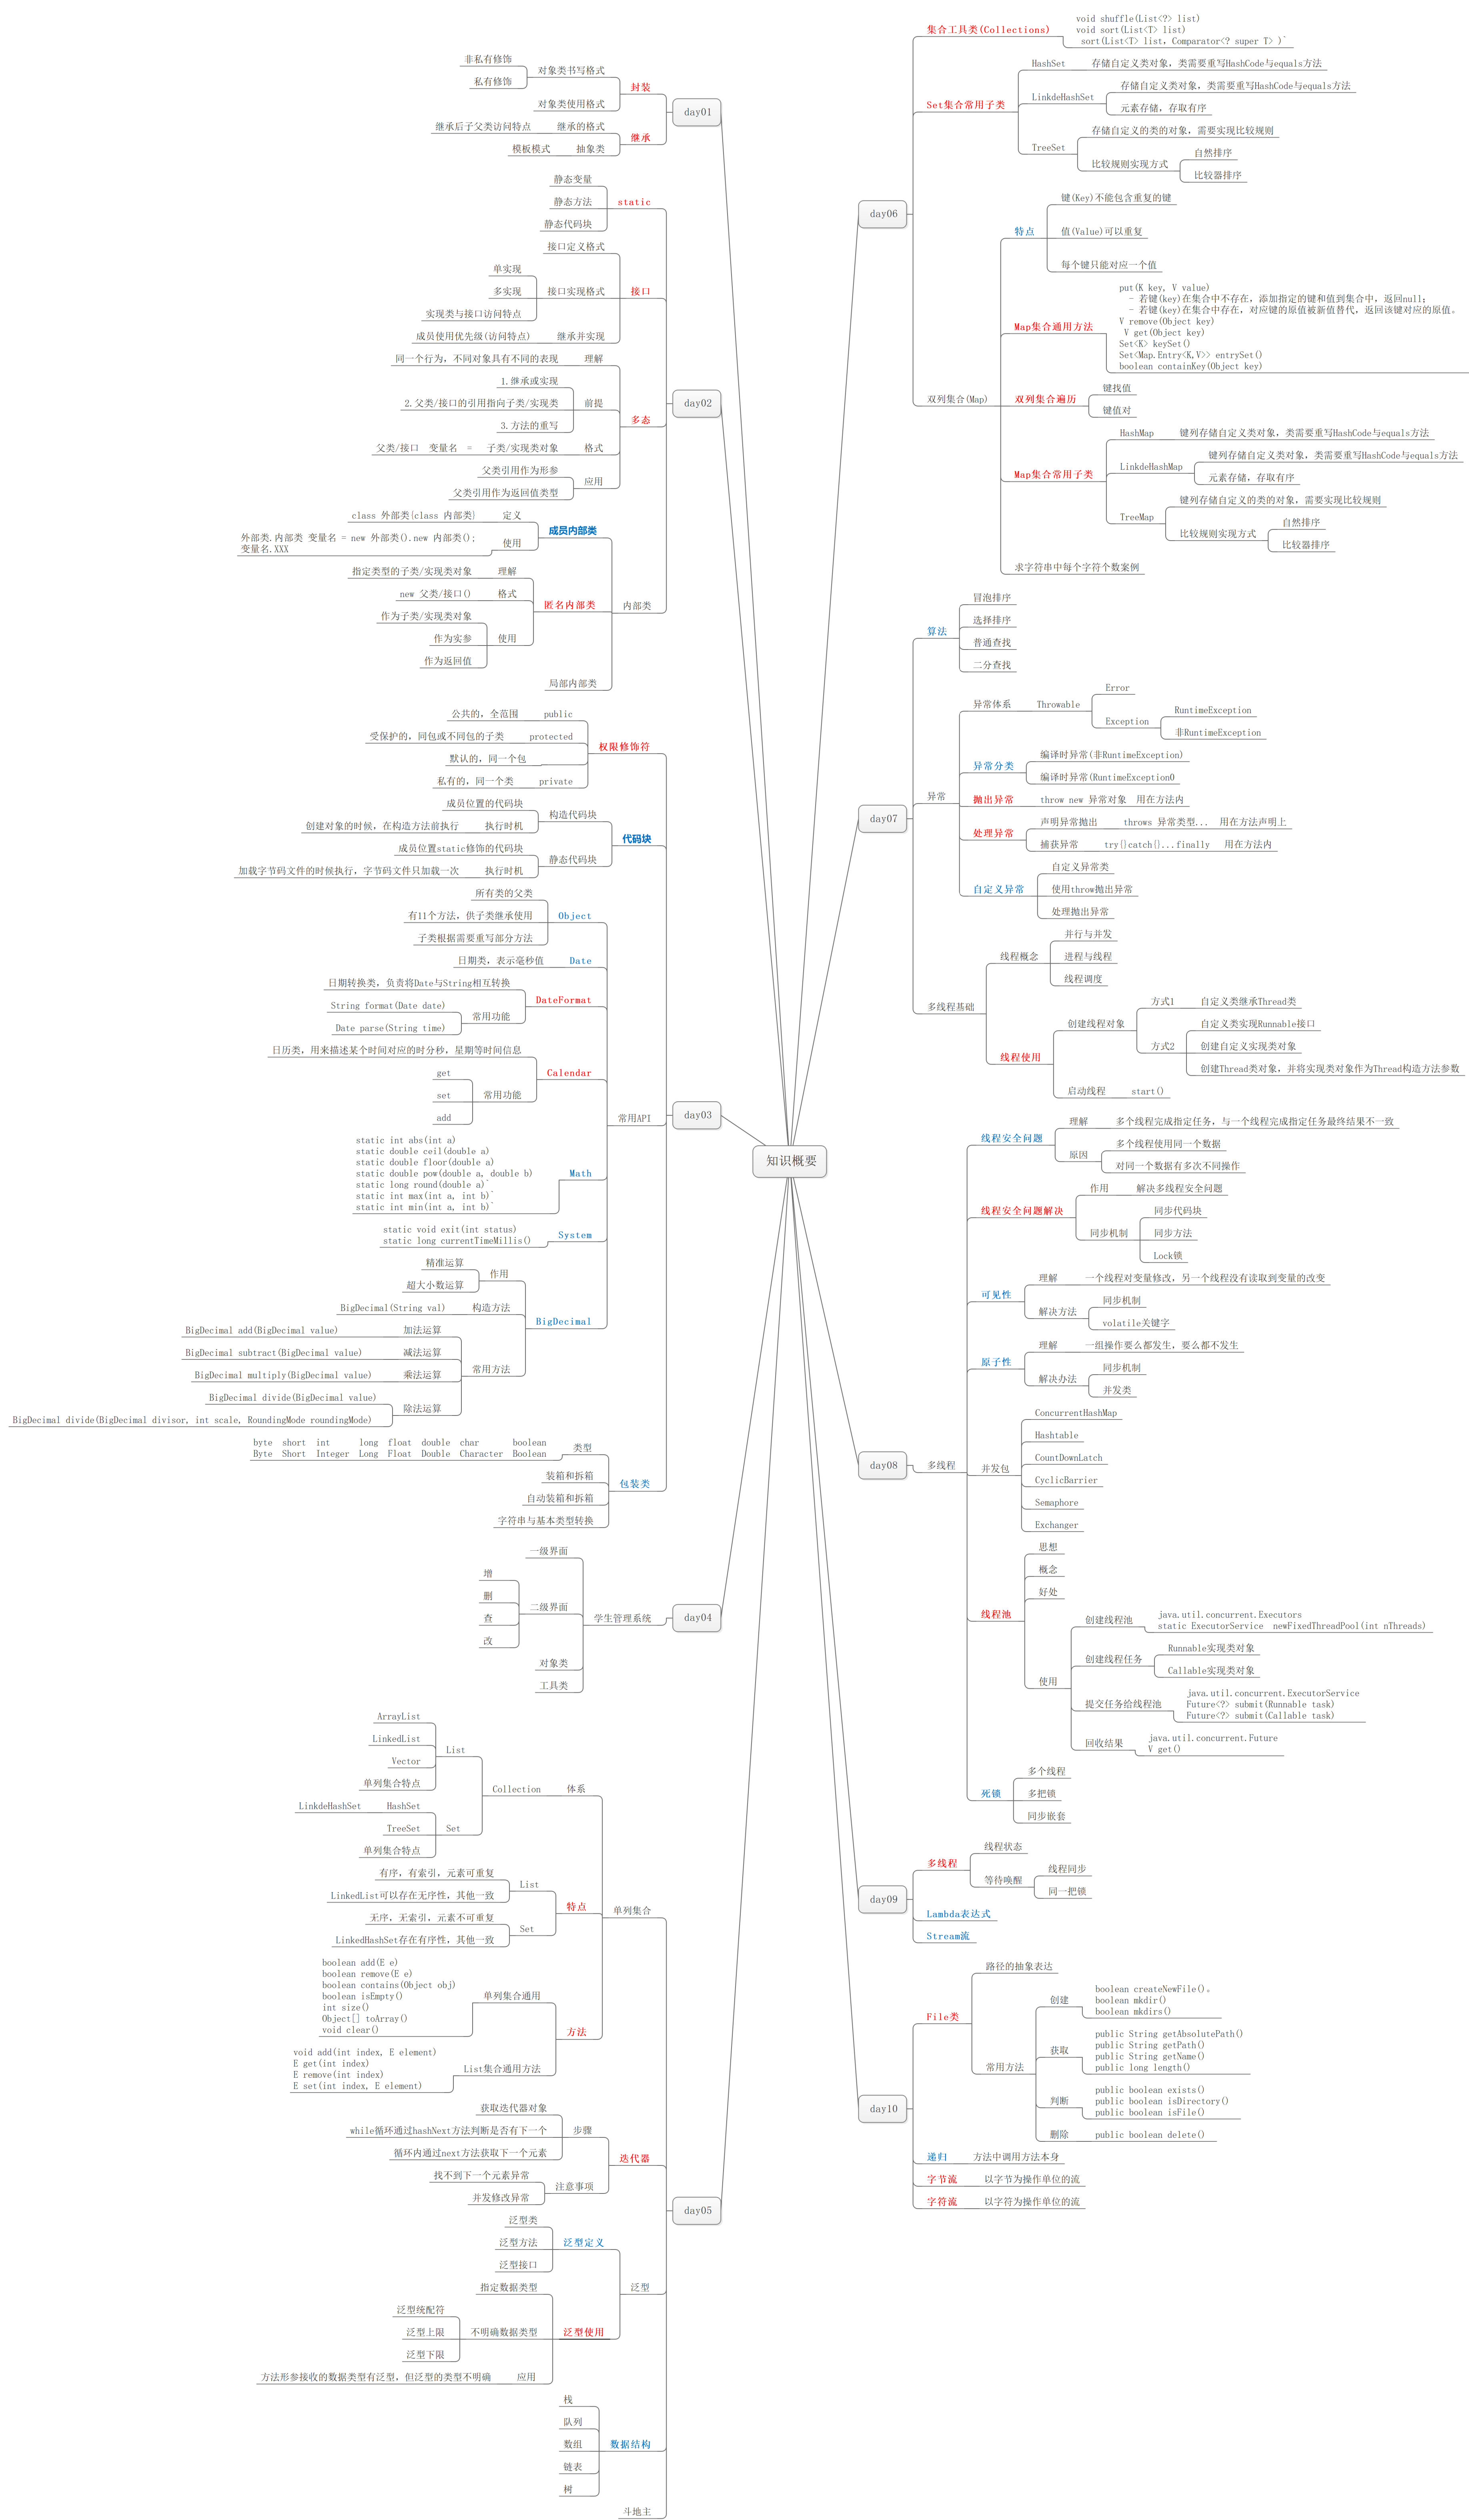 知识概要
day01
封装
对象类书写格式
非私有修饰
私有修饰
对象类使用格式
继承
继承的格式
继承后子父类访问特点
抽象类
模板模式
day02
static
静态变量
静态方法
静态代码块
接口
接口定义格式
接口实现格式
单实现
多实现
实现类与接口访问特点
继承并实现
成员使用优先级(访问特点)
多态
理解
同一个行为，不同对象具有不同的表现
前提
1.继承或实现
2.父类/接口的引用指向子类/实现类
3.方法的重写
格式
父类/接口 变量名 = 子类/实现类对象
应用
父类引用作为形参
父类引用作为返回值类型
内部类
成员内部类
定义
class 外部类{class 内部类}
使用
外部类.内部类 变量名 = new 外部类().new 内部类();
变量名.XXX
匿名内部类
理解
指定类型的子类/实现类对象
格式
new 父类/接口()
使用
作为子类/实现类对象
作为实参
作为返回值
局部内部类
day03
权限修饰符
public
公共的，全范围
protected
受保护的，同包或不同包的子类
默认的，同一个包
private
私有的，同一个类
代码块
构造代码块
成员位置的代码块
执行时机
创建对象的时候，在构造方法前执行
静态代码块
成员位置static修饰的代码块
执行时机
加载字节码文件的时候执行，字节码文件只加载一次
常用API
Object
所有类的父类
有11个方法，供子类继承使用
子类根据需要重写部分方法
Date
日期类，表示毫秒值
DateFormat
日期转换类，负责将Date与String相互转换
常用功能
String format(Date date)
Date parse(String time)
Calendar
日历类，用来描述某个时间对应的时分秒，星期等时间信息
常用功能
get
set
add
Math
static int abs(int a)
static double ceil(double a)
static double floor(double a)
static double pow(double a, double b)
static long round(double a)`
static int max(int a, int b)`
static int min(int a, int b)`
System
static void exit(int status)
static long currentTimeMillis()
BigDecimal
作用
精准运算
超大小数运算
构造方法
BigDecimal(String val)
常用方法
加法运算
BigDecimal add(BigDecimal value)
减法运算
BigDecimal subtract(BigDecimal value)
乘法运算
BigDecimal multiply(BigDecimal value)
除法运算
BigDecimal divide(BigDecimal value)
BigDecimal divide(BigDecimal divisor, int scale, RoundingMode roundingMode)
包装类
类型
byte short int long float double char boolean
Byte Short Integer Long Float Double Character Boolean
装箱和拆箱
自动装箱和拆箱
字符串与基本类型转换
day04
学生管理系统
一级界面
二级界面
增
删
查
改
对象类
工具类
day05
单列集合
体系
Collection
List
ArrayList
LinkedList
Vector
单列集合特点
Set
HashSet
LinkdeHashSet
TreeSet
单列集合特点
特点
List
有序，有索引，元素可重复
LinkedList可以存在无序性，其他一致
Set
无序，无索引，元素不可重复
LinkedHashSet存在有序性，其他一致
方法
单列集合通用
boolean add(E e)
boolean remove(E e)
boolean contains(Object obj)
boolean isEmpty()
int size()
Object[] toArray()
void clear()
List集合通用方法
void add(int index, E element)
E get(int index)
E remove(int index)
E set(int index, E element)
迭代器
步骤
获取迭代器对象
while循环通过hashNext方法判断是否有下一个
循环内通过next方法获取下一个元素
注意事项
找不到下一个元素异常
并发修改异常
泛型
泛型定义
泛型类
泛型方法
泛型接口
泛型使用
指定数据类型
不明确数据类型
泛型统配符
泛型上限
泛型下限
应用
方法形参接收的数据类型有泛型，但泛型的类型不明确
数据结构
栈
队列
数组
链表
树
斗地主
day06
集合工具类(Collections)
void shuffle(List<?> list)
void sort(List<T> list)
sort(List<T> list，Comparator<? super T> )`
Set集合常用子类
HashSet
存储自定义类对象，类需要重写HashCode与equals方法
LinkdeHashSet
存储自定义类对象，类需要重写HashCode与equals方法
元素存储，存取有序
TreeSet
存储自定义的类的对象，需要实现比较规则
比较规则实现方式
自然排序
比较器排序
双列集合(Map)
特点
键(Key)不能包含重复的键
值(Value)可以重复
每个键只能对应一个值
Map集合通用方法
put(K key, V value)
- 若键(key)在集合中不存在，添加指定的键和值到集合中，返回null；
- 若键(key)在集合中存在，对应键的原值被新值替代，返回该键对应的原值。
V remove(Object key)
V get(Object key)
Set<K> keySet()
Set<Map.Entry<K,V>> entrySet()
boolean containKey(Object key)
双列集合遍历
键找值
键值对
Map集合常用子类
HashMap
键列存储自定义类对象，类需要重写HashCode与equals方法
LinkdeHashMap
键列存储自定义类对象，类需要重写HashCode与equals方法
元素存储，存取有序
TreeMap
键列存储自定义的类的对象，需要实现比较规则
比较规则实现方式
自然排序
比较器排序
求字符串中每个字符个数案例
day07
算法
冒泡排序
选择排序
普通查找
二分查找
异常
异常体系
Throwable
Error
Exception
RuntimeException
非RuntimeException
异常分类
编译时异常(非RuntimeException)
编译时异常(RuntimeException0
抛出异常
throw new 异常对象 用在方法内
处理异常
声明异常抛出
throws 异常类型... 用在方法声明上
捕获异常
try{}catch{}...finally 用在方法内
自定义异常
自定义异常类
使用throw抛出异常
处理抛出异常
多线程基础
线程概念
并行与并发
进程与线程
线程调度
线程使用
创建线程对象
方式1
自定义类继承Thread类
方式2
自定义类实现Runnable接口
创建自定义实现类对象
创建Thread类对象，并将实现类对象作为Thread构造方法参数
启动线程
start()
day08
多线程
线程安全问题
理解
多个线程完成指定任务，与一个线程完成指定任务最终结果不一致
原因
多个线程使用同一个数据
对同一个数据有多次不同操作
线程安全问题解决
作用
解决多线程安全问题
同步机制
同步代码块
同步方法
Lock锁
可见性
理解
一个线程对变量修改，另一个线程没有读取到变量的改变
解决方法
同步机制
volatile关键字
原子性
理解
一组操作要么都发生，要么都不发生
解决办法
同步机制
并发类
并发包
ConcurrentHashMap
Hashtable
CountDownLatch
CyclicBarrier
Semaphore
Exchanger
线程池
思想
概念
好处
使用
创建线程池
java.util.concurrent.Executors
static ExecutorService newFixedThreadPool(int nThreads)
创建线程任务
Runnable实现类对象
Callable实现类对象
提交任务给线程池
java.util.concurrent.ExecutorService
Future<?> submit(Runnable task)
Future<?> submit(Callable task)
回收结果
java.util.concurrent.Future
V get()
死锁
多个线程
多把锁
同步嵌套
day09
多线程
线程状态
等待唤醒
线程同步
同一把锁
Lambda表达式
Stream流
day10
File类
路径的抽象表达
常用方法
创建
boolean createNewFile()。
boolean mkdir()
boolean mkdirs()
获取
public String getAbsolutePath()
public String getPath()
public String getName()
public long length()
判断
public boolean exists()
public boolean isDirectory()
public boolean isFile()
删除
public boolean delete()
递归
方法中调用方法本身
字节流
以字节为操作单位的流
字符流
以字符为操作单位的流